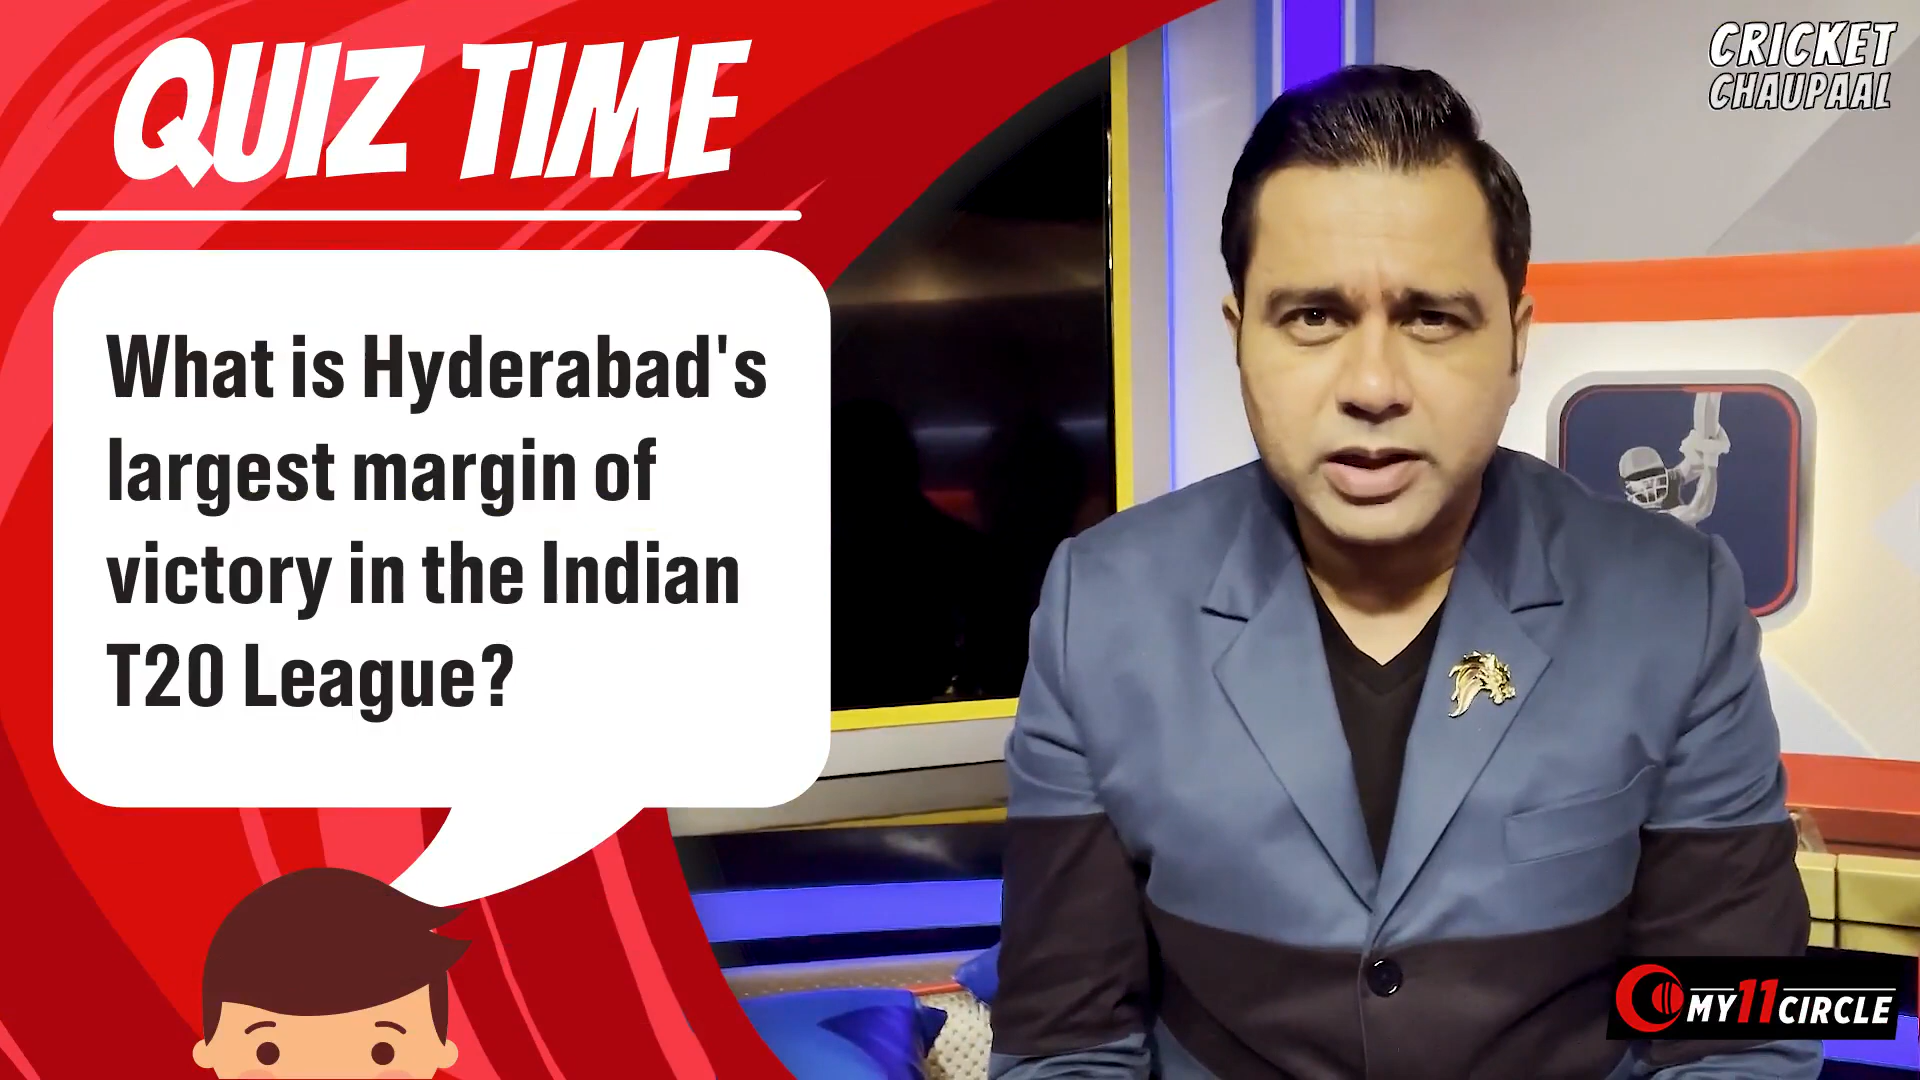 QUIZ TIME
What is Hyderabad's
largest margin of
victory in the Indian
T20 League?
CRICKET
CHAUPAAL
MY11CIRCLE